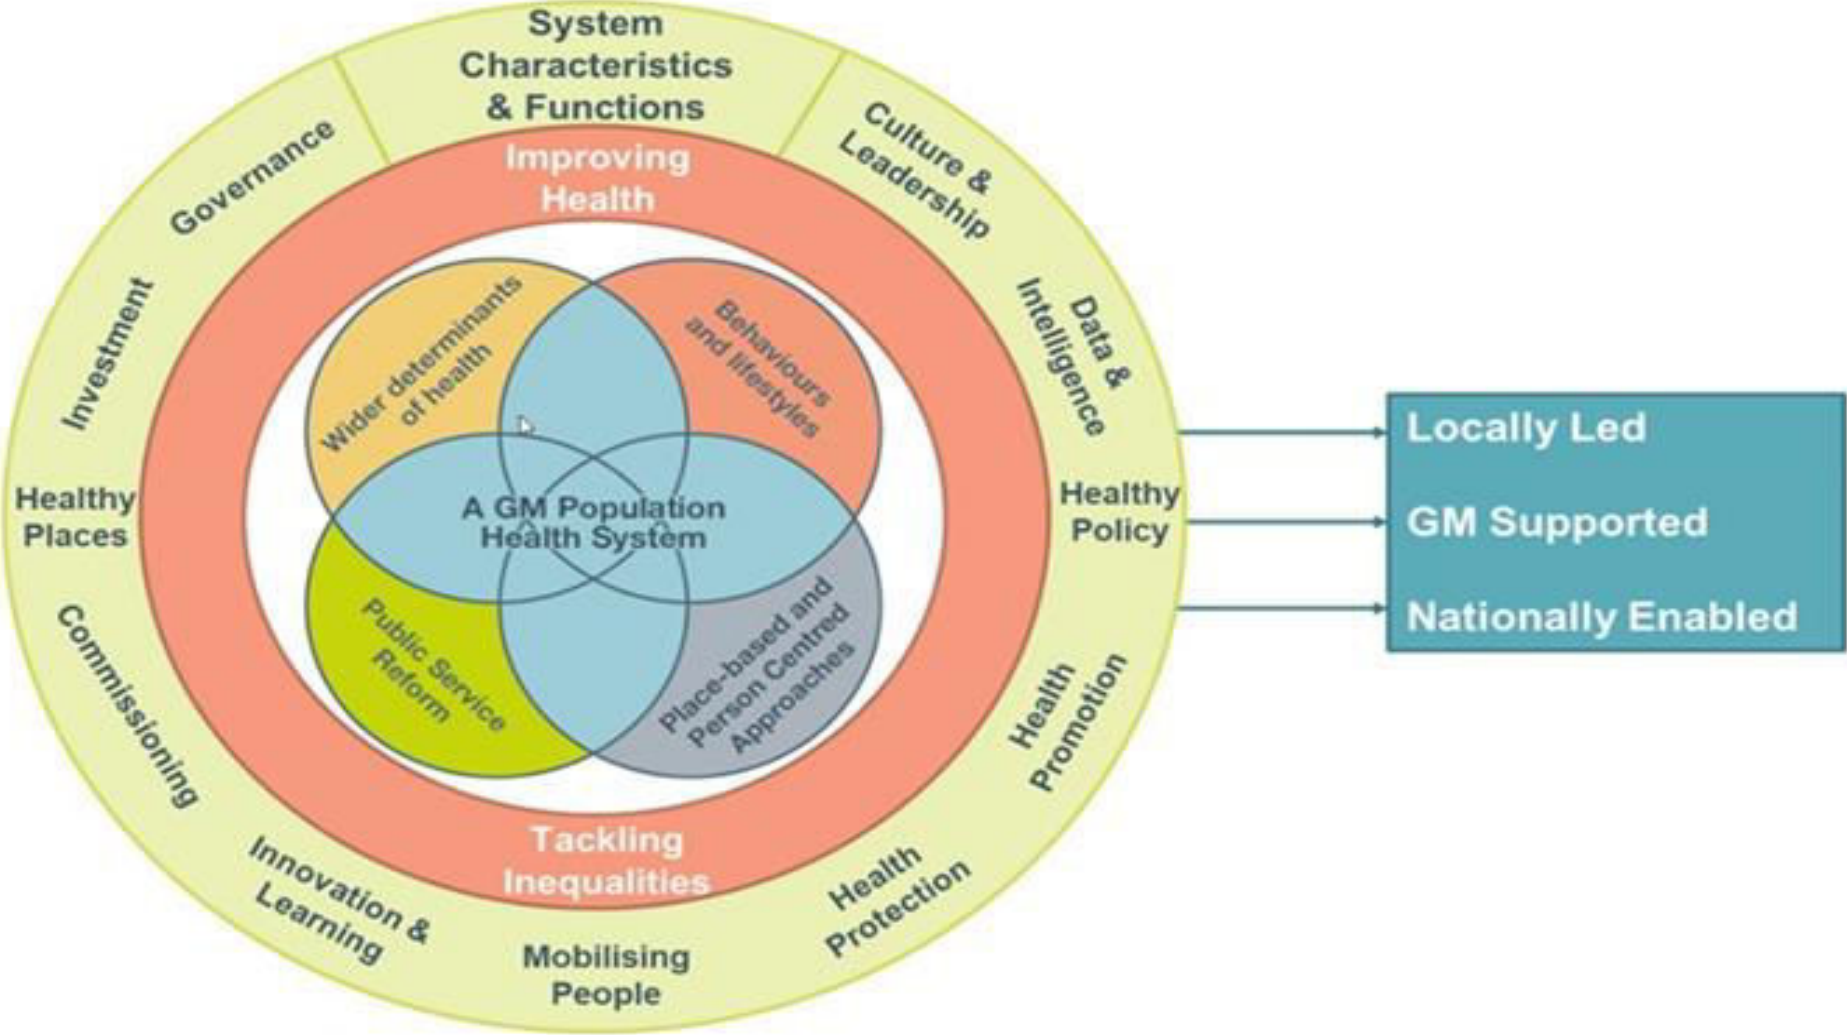 System
Characteristics
& Functions
Culture &
Leadership
Data &
Intelligence
Healthy
Policy
Health
Promotion
Health
Protection
Mobilising
People
Innovation &
Learning
Commissioning
Healthy
Places
Investment
Governance
Improving
Health
Tackling
Inequalities
Wider determinants
of health
Behaviours
and lifestyles
A GM Population
Health System
Public Service
Reform
Place-based and
Person Centred
Approaches
Locally Led
GM Supported
Nationally Enabled